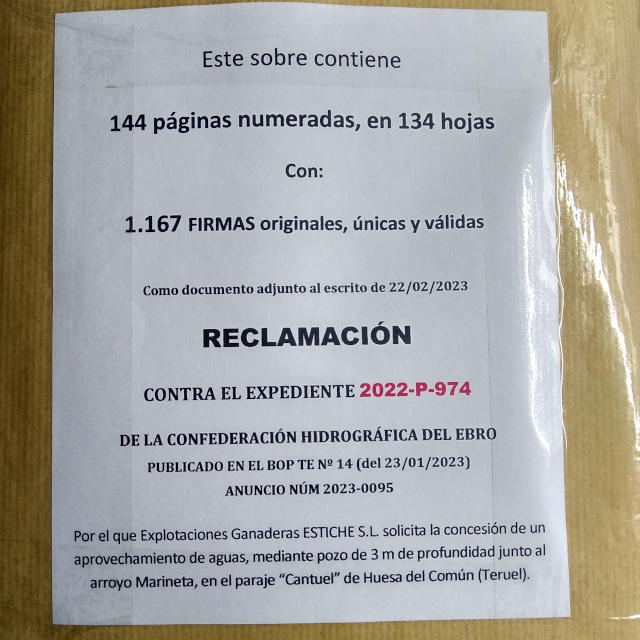 Este sobre contiene
144 páginas numeradas, en 134 hojas
Con:
1.167 FIRMAS originales, únicas y válidas
Como documento adjunto al escrito de 22/02/2023
RECLAMACIÓN
CONTRA EL EXPEDIENTE 2022-P-974
DE LA CONFEDERACIÓN HIDROGRÁFICA DEL EBRO
PUBLICADO EN EL BOP TE Nº 14 (del 23/01/2023)
ANUNCIO NÚM 2023-0095
Por el que Explotaciones Ganaderas ESTICHE S.L. solicita la concesión de un
aprovechamiento de aguas, mediante pozo de 3 m de profundidad junto al
arroyo Marineta, en el paraje “Cantuel” de Huesa del Común (Teruel).